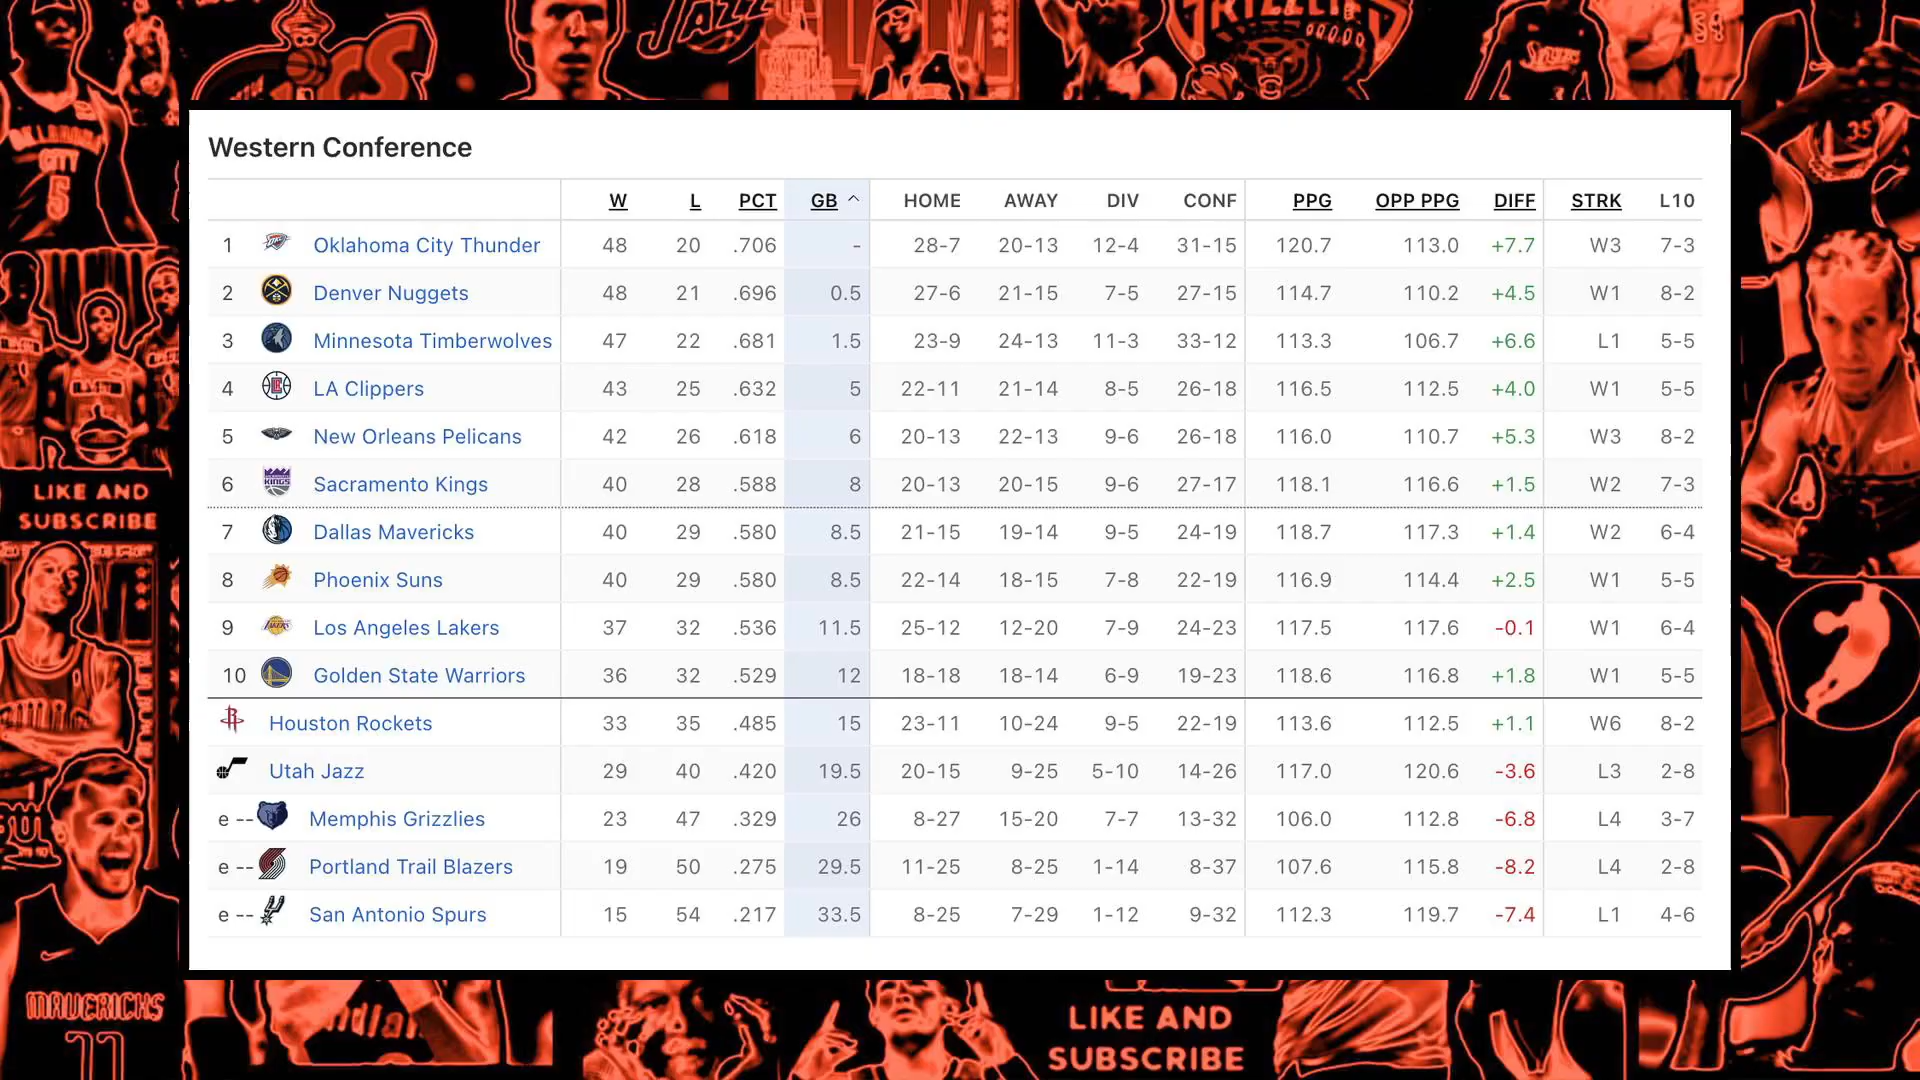 JAZZ
GRIZZLIES
OKLAHOMA
CITY
5
35
Western Conference
W L PCT GB HOME AWAY DIV CONF PPG OPP PPG DIFF STRK L10
1 Oklahoma City Thunder 48 20 .706 - 28-7 20-13 12-4 31-15 120.7 113.0 +7.7 W3 7-3
2 Denver Nuggets 48 21 .696 0.5 27-6 21-15 7-5 27-15 114.7 110.2 +4.5 W1 8-2
3 Minnesota Timberwolves 47 22 .681 1.5 23-9 24-13 11-3 33-12 113.3 106.7 +6.6 L1 5-5
4 LA Clippers 43 25 .632 5 22-11 21-14 8-5 26-18 116.5 112.5 +4.0 W1 5-5
5 New Orleans Pelicans 42 26 .618 6 20-13 22-13 9-6 26-18 116.0 110.7 +5.3 W3 8-2
6 Sacramento Kings 40 28 .588 8 20-13 20-15 9-6 27-17 118.1 116.6 +1.5 W2 7-3
7 Dallas Mavericks 40 29 .580 8.5 21-15 19-14 9-5 24-19 118.7 117.3 +1.4 W2 6-4
8 Phoenix Suns 40 29 .580 8.5 22-14 18-15 7-8 22-19 116.9 114.4 +2.5 W1 5-5
9 Los Angeles Lakers 37 32 .536 11.5 25-12 12-20 7-9 24-23 117.5 117.6 -0.1 W1 6-4
10 Golden State Warriors 36 32 .529 12 18-18 18-14 6-9 19-23 118.6 116.8 +1.8 W1 5-5
Houston Rockets 33 35 .485 15 23-11 10-24 9-5 22-19 113.6 112.5 +1.1 W6 8-2
Utah Jazz 29 40 .420 19.5 20-15 9-25 5-10 14-26 117.0 120.6 -3.6 L3 2-8
e -- Memphis Grizzlies 23 47 .329 26 8-27 15-20 7-7 13-32 106.0 112.8 -6.8 L4 3-7
e -- Portland Trail Blazers 19 50 .275 29.5 11-25 8-25 1-14 8-37 107.6 115.8 -8.2 L4 2-8
e -- San Antonio Spurs 15 54 .217 33.5 8-25 7-29 1-12 9-32 112.3 119.7 -7.4 L1 4-6
LIKE AND
SUBSCRIBE
MAVERICKS
77
LIKE AND
SUBSCRIBE